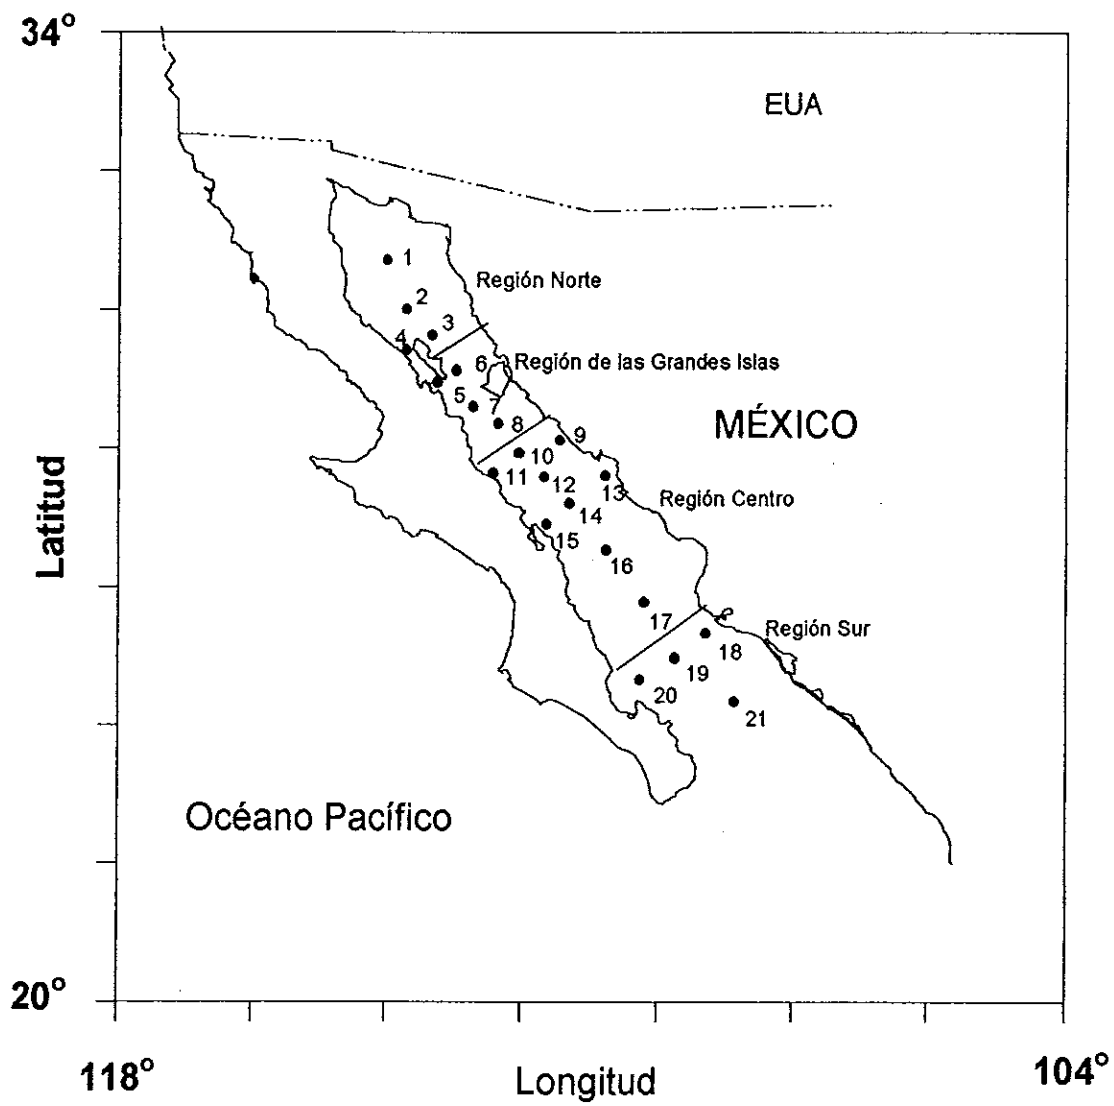 34°
EUA
1
Región Norte
2
3
4
Región de las Grandes Islas
6
5
7
8
MÉXICO
9
10
11
12
13
Región Centro
14
15
16
17
Región Sur
18
19
20
21
Latitud
Océano Pacífico
20°
118°
Longitud
104°